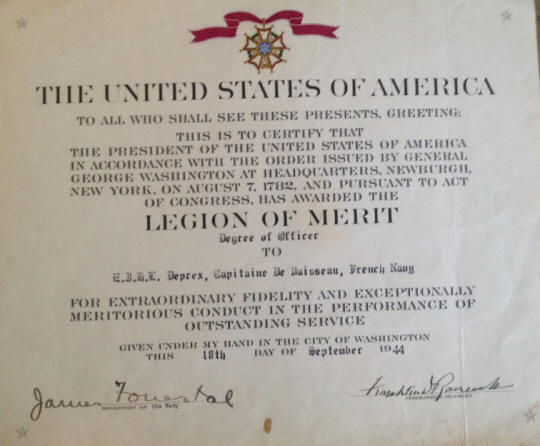 THE UNITED STATES OF AMERICA
TO ALL WHO SHALL SEE THESE PRESENTS, GREETING:
THIS IS TO CERTIFY THAT
THE PRESIDENT OF THE UNITED STATES OF AMERICA
IN ACCORDANCE WITH THE ORDER ISSUED BY GENERAL
GEORGE WASHINGTON AT HEADQUARTERS, NEWBURGH,
NEW YORK, ON AUGUST 7, 1782, AND PURSUANT TO ACT
OF CONGRESS, HAS AWARDED THE
LEGION OF MERIT
Degree of Officer
TO
Deprex, Capitaine De Vaisseau, French Navy
FOR EXTRAORDINARY FIDELITY AND EXCEPTIONALLY
MERITORIOUS CONDUCT IN THE PERFORMANCE OF
OUTSTANDING SERVICE
GIVEN UNDER MY HAND IN THE CITY OF WASHINGTON
THIS 18th DAY OF September 1944
James Forrestal
SECRETARY OF THE Navy
Franklin D Roosevelt
COMMANDER-IN-CHIEF